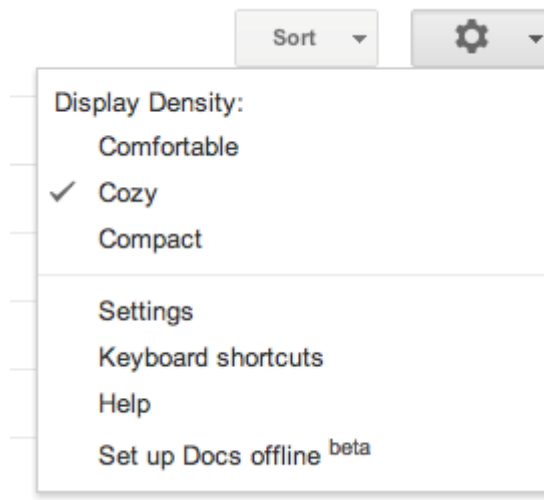 Sort
Display Density:
Comfortable
Cozy
Compact
Settings
Keyboard shortcuts
Help
Set up Docs offline beta